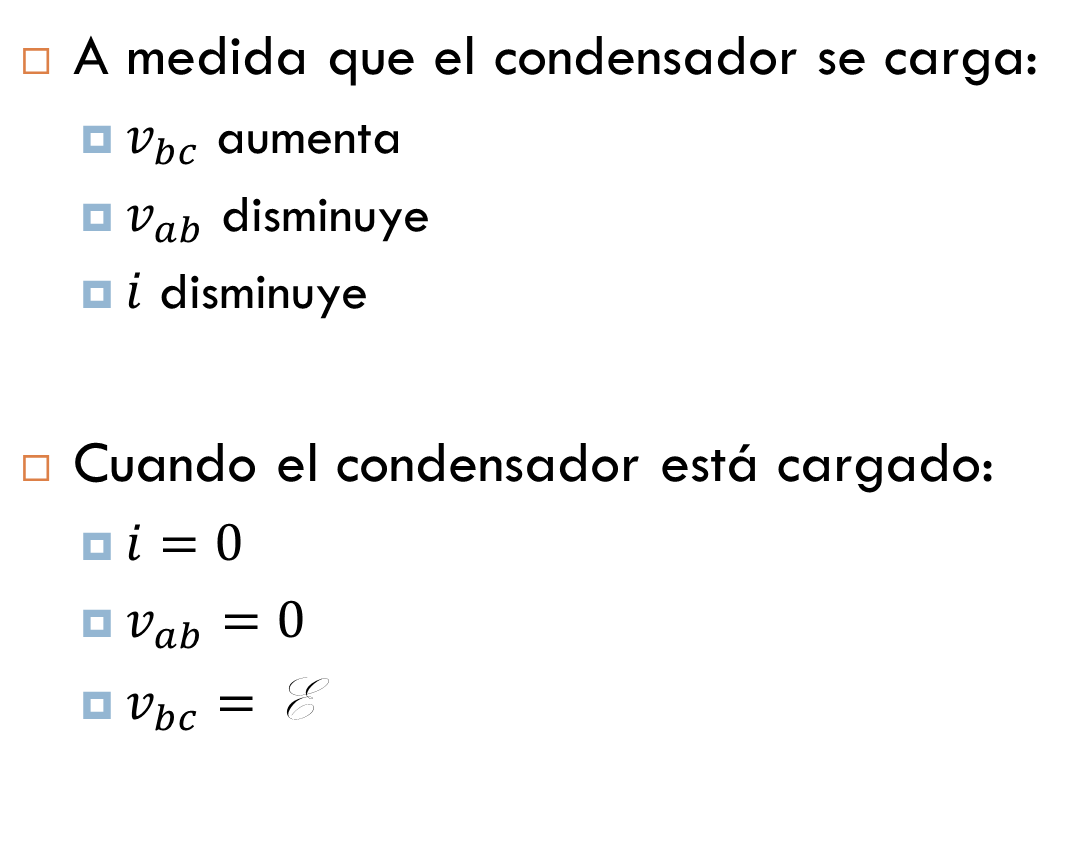 A medida que el condensador se carga:
v_bc aumenta
v_ab disminuye
i disminuye
Cuando el condensador está cargado:
i = 0
v_ab = 0
v_bc = ℰ